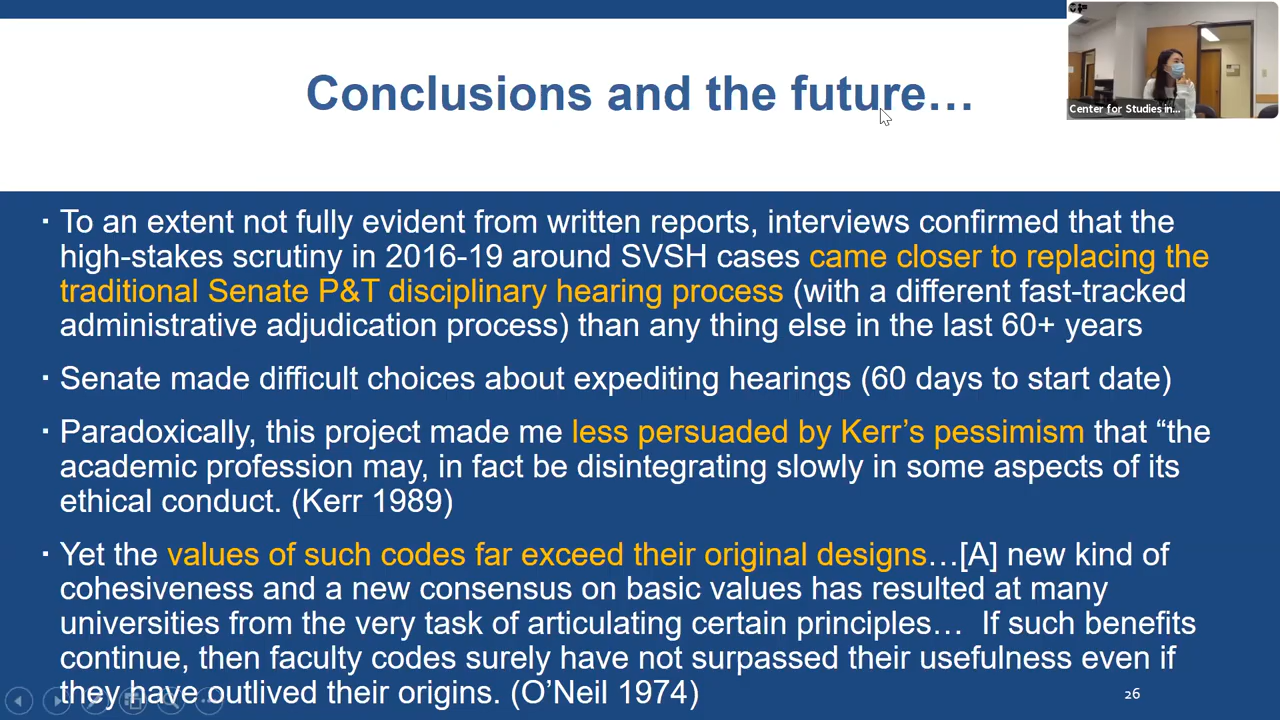 Conclusions and the future…
Center for Studies in...
▪ To an extent not fully evident from written reports, interviews confirmed that the
high-stakes scrutiny in 2016-19 around SVSH cases came closer to replacing the
traditional Senate P&T disciplinary hearing process (with a different fast-tracked
administrative adjudication process) than any thing else in the last 60+ years
▪ Senate made difficult choices about expediting hearings (60 days to start date)
▪ Paradoxically, this project made me less persuaded by Kerr’s pessimism that “the
academic profession may, in fact be disintegrating slowly in some aspects of its
ethical conduct. (Kerr 1989)
▪ Yet the values of such codes far exceed their original designs…[A] new kind of
cohesiveness and a new consensus on basic values has resulted at many
universities from the very task of articulating certain principles… If such benefits
continue, then faculty codes surely have not surpassed their usefulness even if
they have outlived their origins. (O’Neil 1974)
26